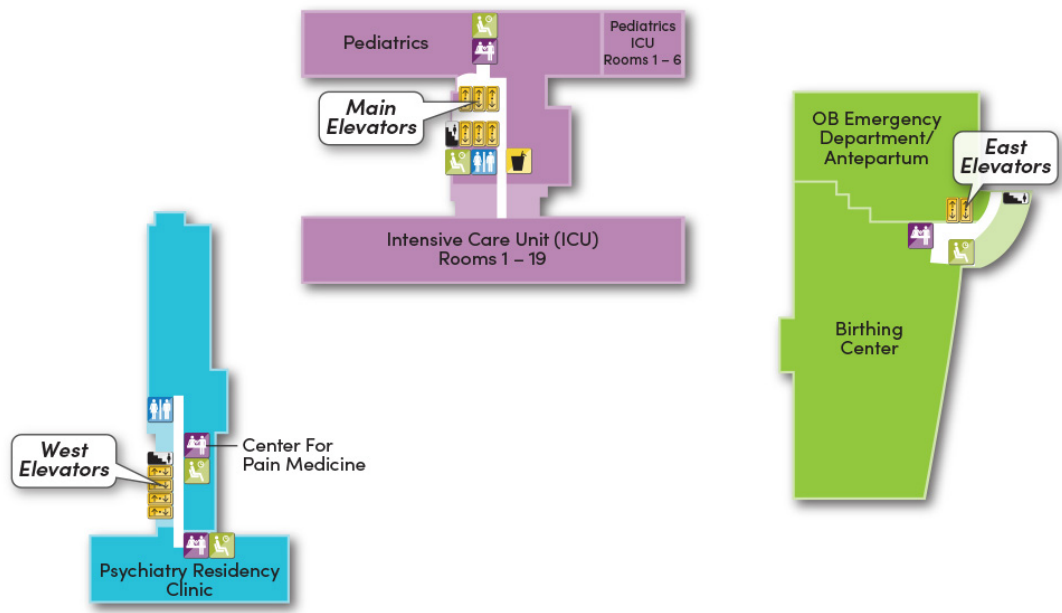 Pediatrics
Pediatrics
ICU
Rooms 1 – 6
Main
Elevators
Intensive Care Unit (ICU)
Rooms 1 – 19
OB Emergency
Department/
Antepartum
East
Elevators
Birthing
Center
West
Elevators
Center For
Pain Medicine
Psychiatry Residency
Clinic